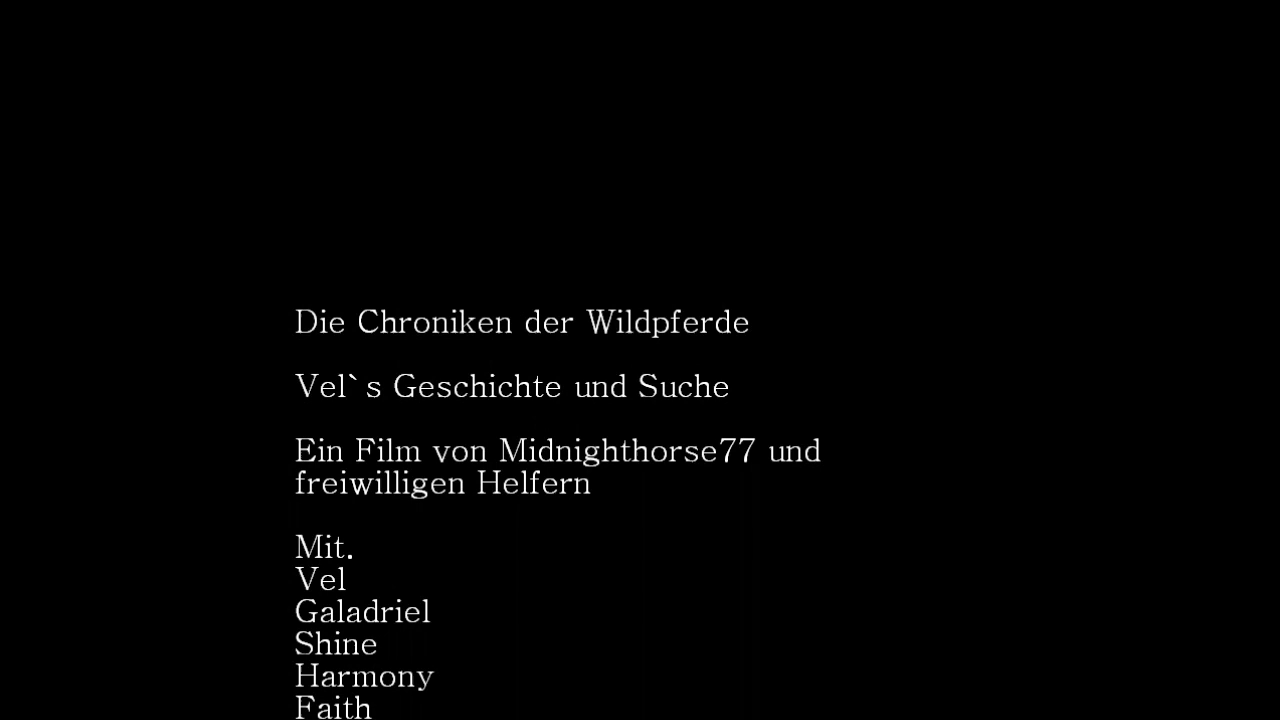 Die Chroniken der Wildpferde
Vel`s Geschichte und Suche
Ein Film von Midnighthorse77 und
freiwilligen Helfern
Mit.
Vel
Galadriel
Shine
Harmony
Faith